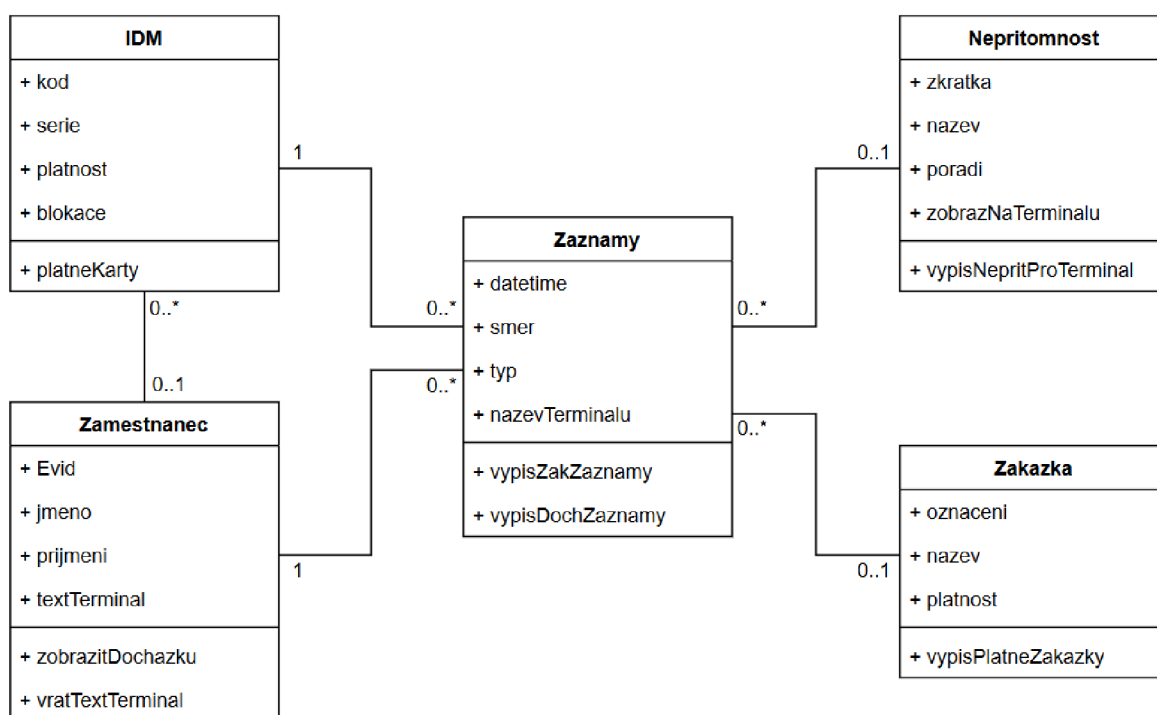 IDM
+ kod
+ serie
+ platnost
+ blokace
+ platneKarty
1
0..*
0..*
0..1
Zamestnanec
+ Evid
+ jmeno
+ prijmeni
+ textTerminal
+ zobrazitDochazku
+ vratTextTerminal
0..*
1
Zaznamy
+ datetime
+ smer
+ typ
+ nazevTerminalu
+ vypisZakZaznamy
+ vypisDochZaznamy
0..*
0..1
0..*
0..1
Nepritomnost
+ zkratka
+ nazev
+ poradi
+ zobrazNaTerminalu
+ vypisNepritProTerminal
Zakazka
+ oznaceni
+ nazev
+ platnost
+ vypisPlatneZakazky